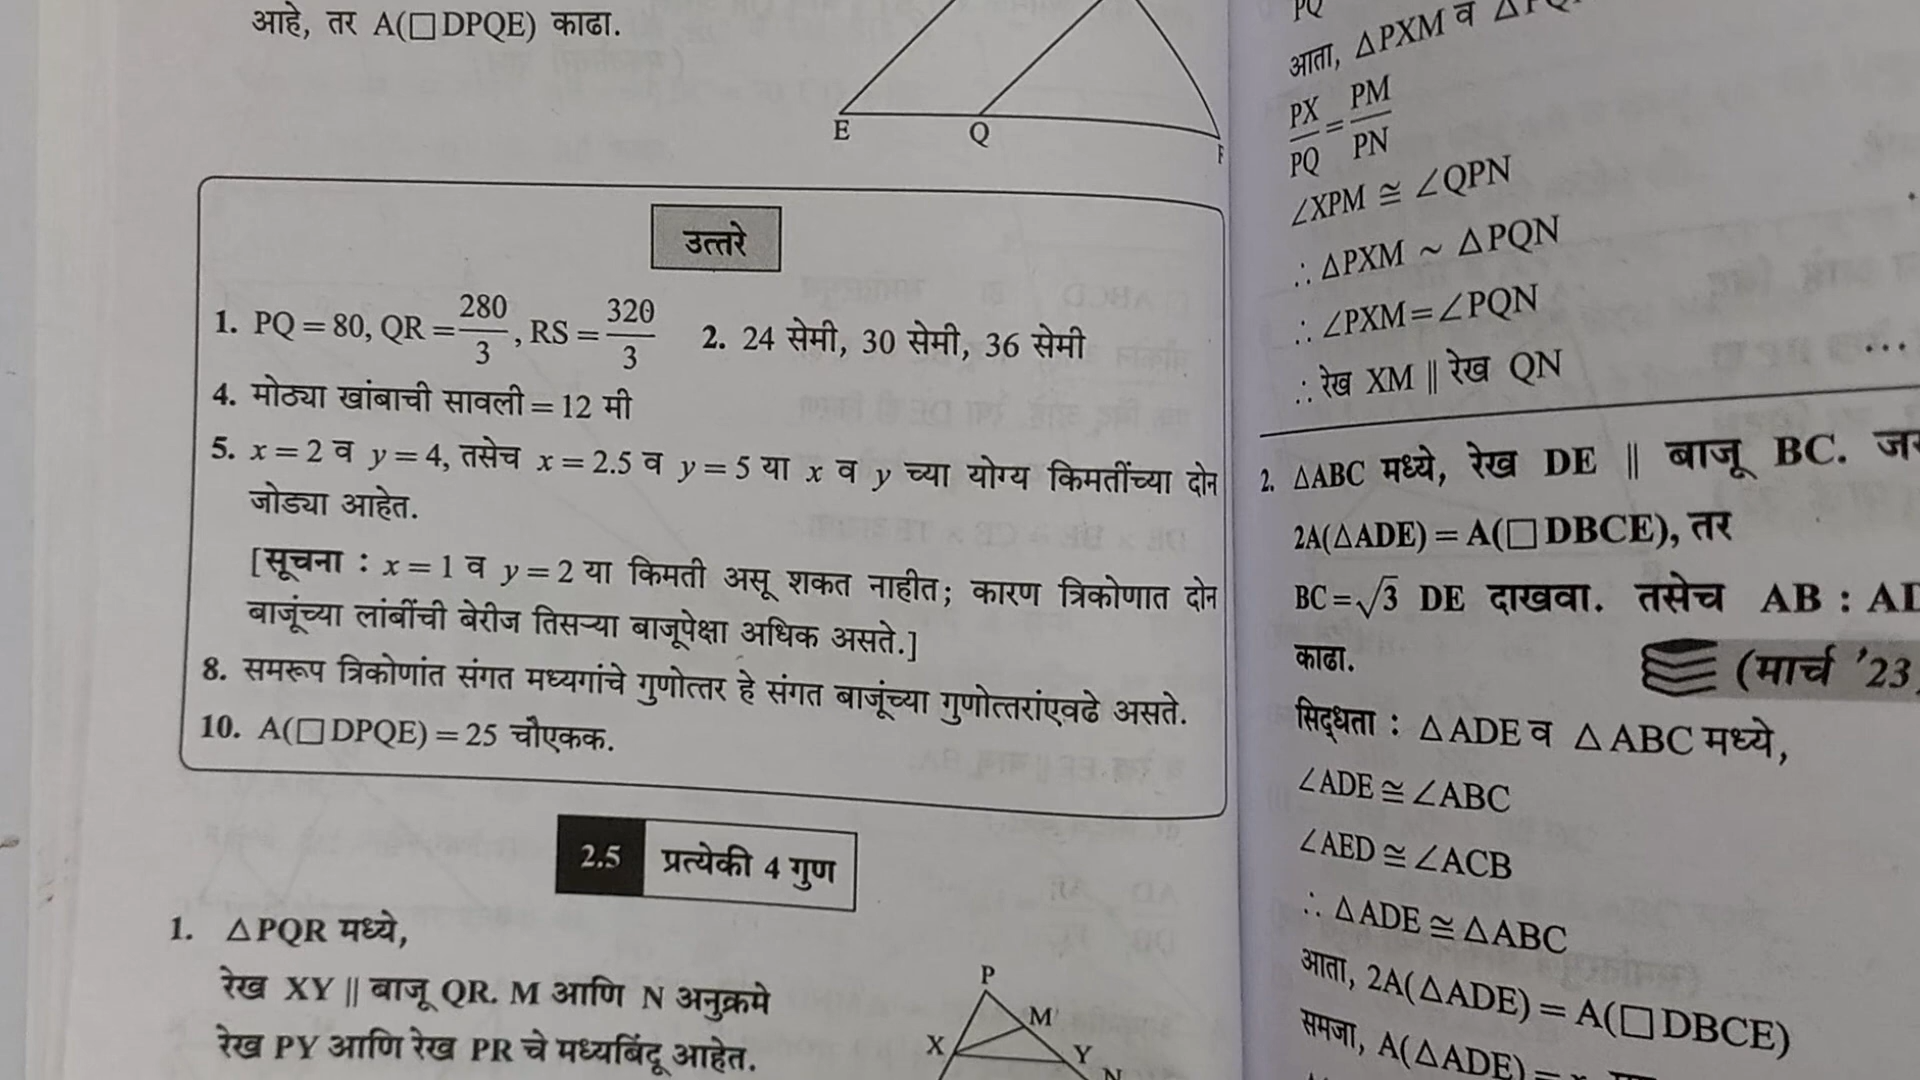 आहे, तर A(□DPQE) काढा.
E
Q
उत्तरे
1. PQ = 80, QR = 280/3, RS = 320/3 2. 24 सेमी, 30 सेमी, 36 सेमी
4. मोठ्या खांबाची सावली = 12 मी
5. x = 2 व y = 4, तसेच x = 2.5 व y = 5 या x व y च्या योग्य किमतींच्या दोन
जोड्या आहेत.
[सूचना : x = 1 व y = 2 या किमती असू शकत नाहीत; कारण त्रिकोणात दोन
बाजूंच्या लांबींची बेरीज तिसऱ्या बाजूपेक्षा अधिक असते.]
8. समरूप त्रिकोणांत संगत मध्यगांचे गुणोत्तर हे संगत बाजूंच्या गुणोत्तरांएवढे असते.
10. A(□DPQE) = 25 चौएकक.
2.5 प्रत्येकी 4 गुण
1. △PQR मध्ये,
रेख XY || बाजू QR. M आणि N अनुक्रमे
रेख PY आणि रेख PR चे मध्यबिंदू आहेत.
P
M
X
Y
N
PQ
आता, △PXM व
PX/PQ = PM/PN
∠XPM ≅ ∠QPN
∴ △PXM ~ △PQN
∴ ∠PXM = ∠PQN
∴ रेख XM || रेख QN
...
2. △ABC मध्ये, रेख DE || बाजू BC.
2A(△ADE) = A(□DBCE), तर
BC = √3 DE दाखवा. तसेच AB :
काढा.
(मार्च '23)
सिद्धता : △ADE व △ABC मध्ये,
∠ADE ≅ ∠ABC
∠AED ≅ ∠ACB
∴ △ADE ≅ △ABC
आता, 2A(△ADE) = A(□DBCE)
समजा, A(△ADE) = x